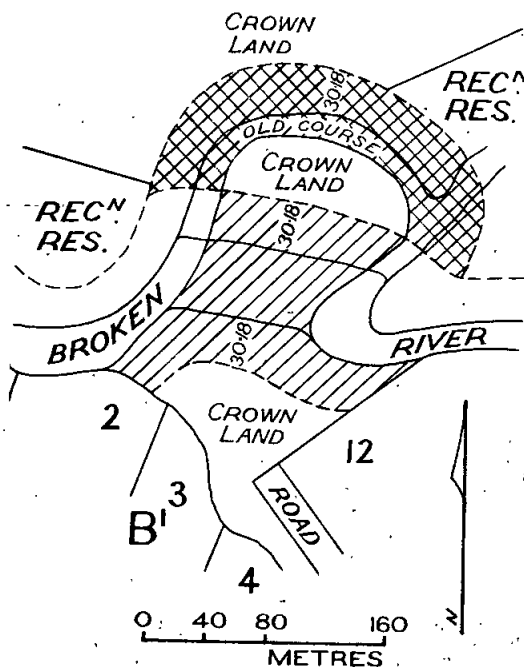 CROWN
LAND
30·18
REC^N.
RES.
OLD COURSE
CROWN
LAND
REC^N.
RES.
30·18
BROKEN
RIVER
30·18
CROWN
LAND
2
12
3
B'
ROAD
4
N
0 40 80 160
METRES